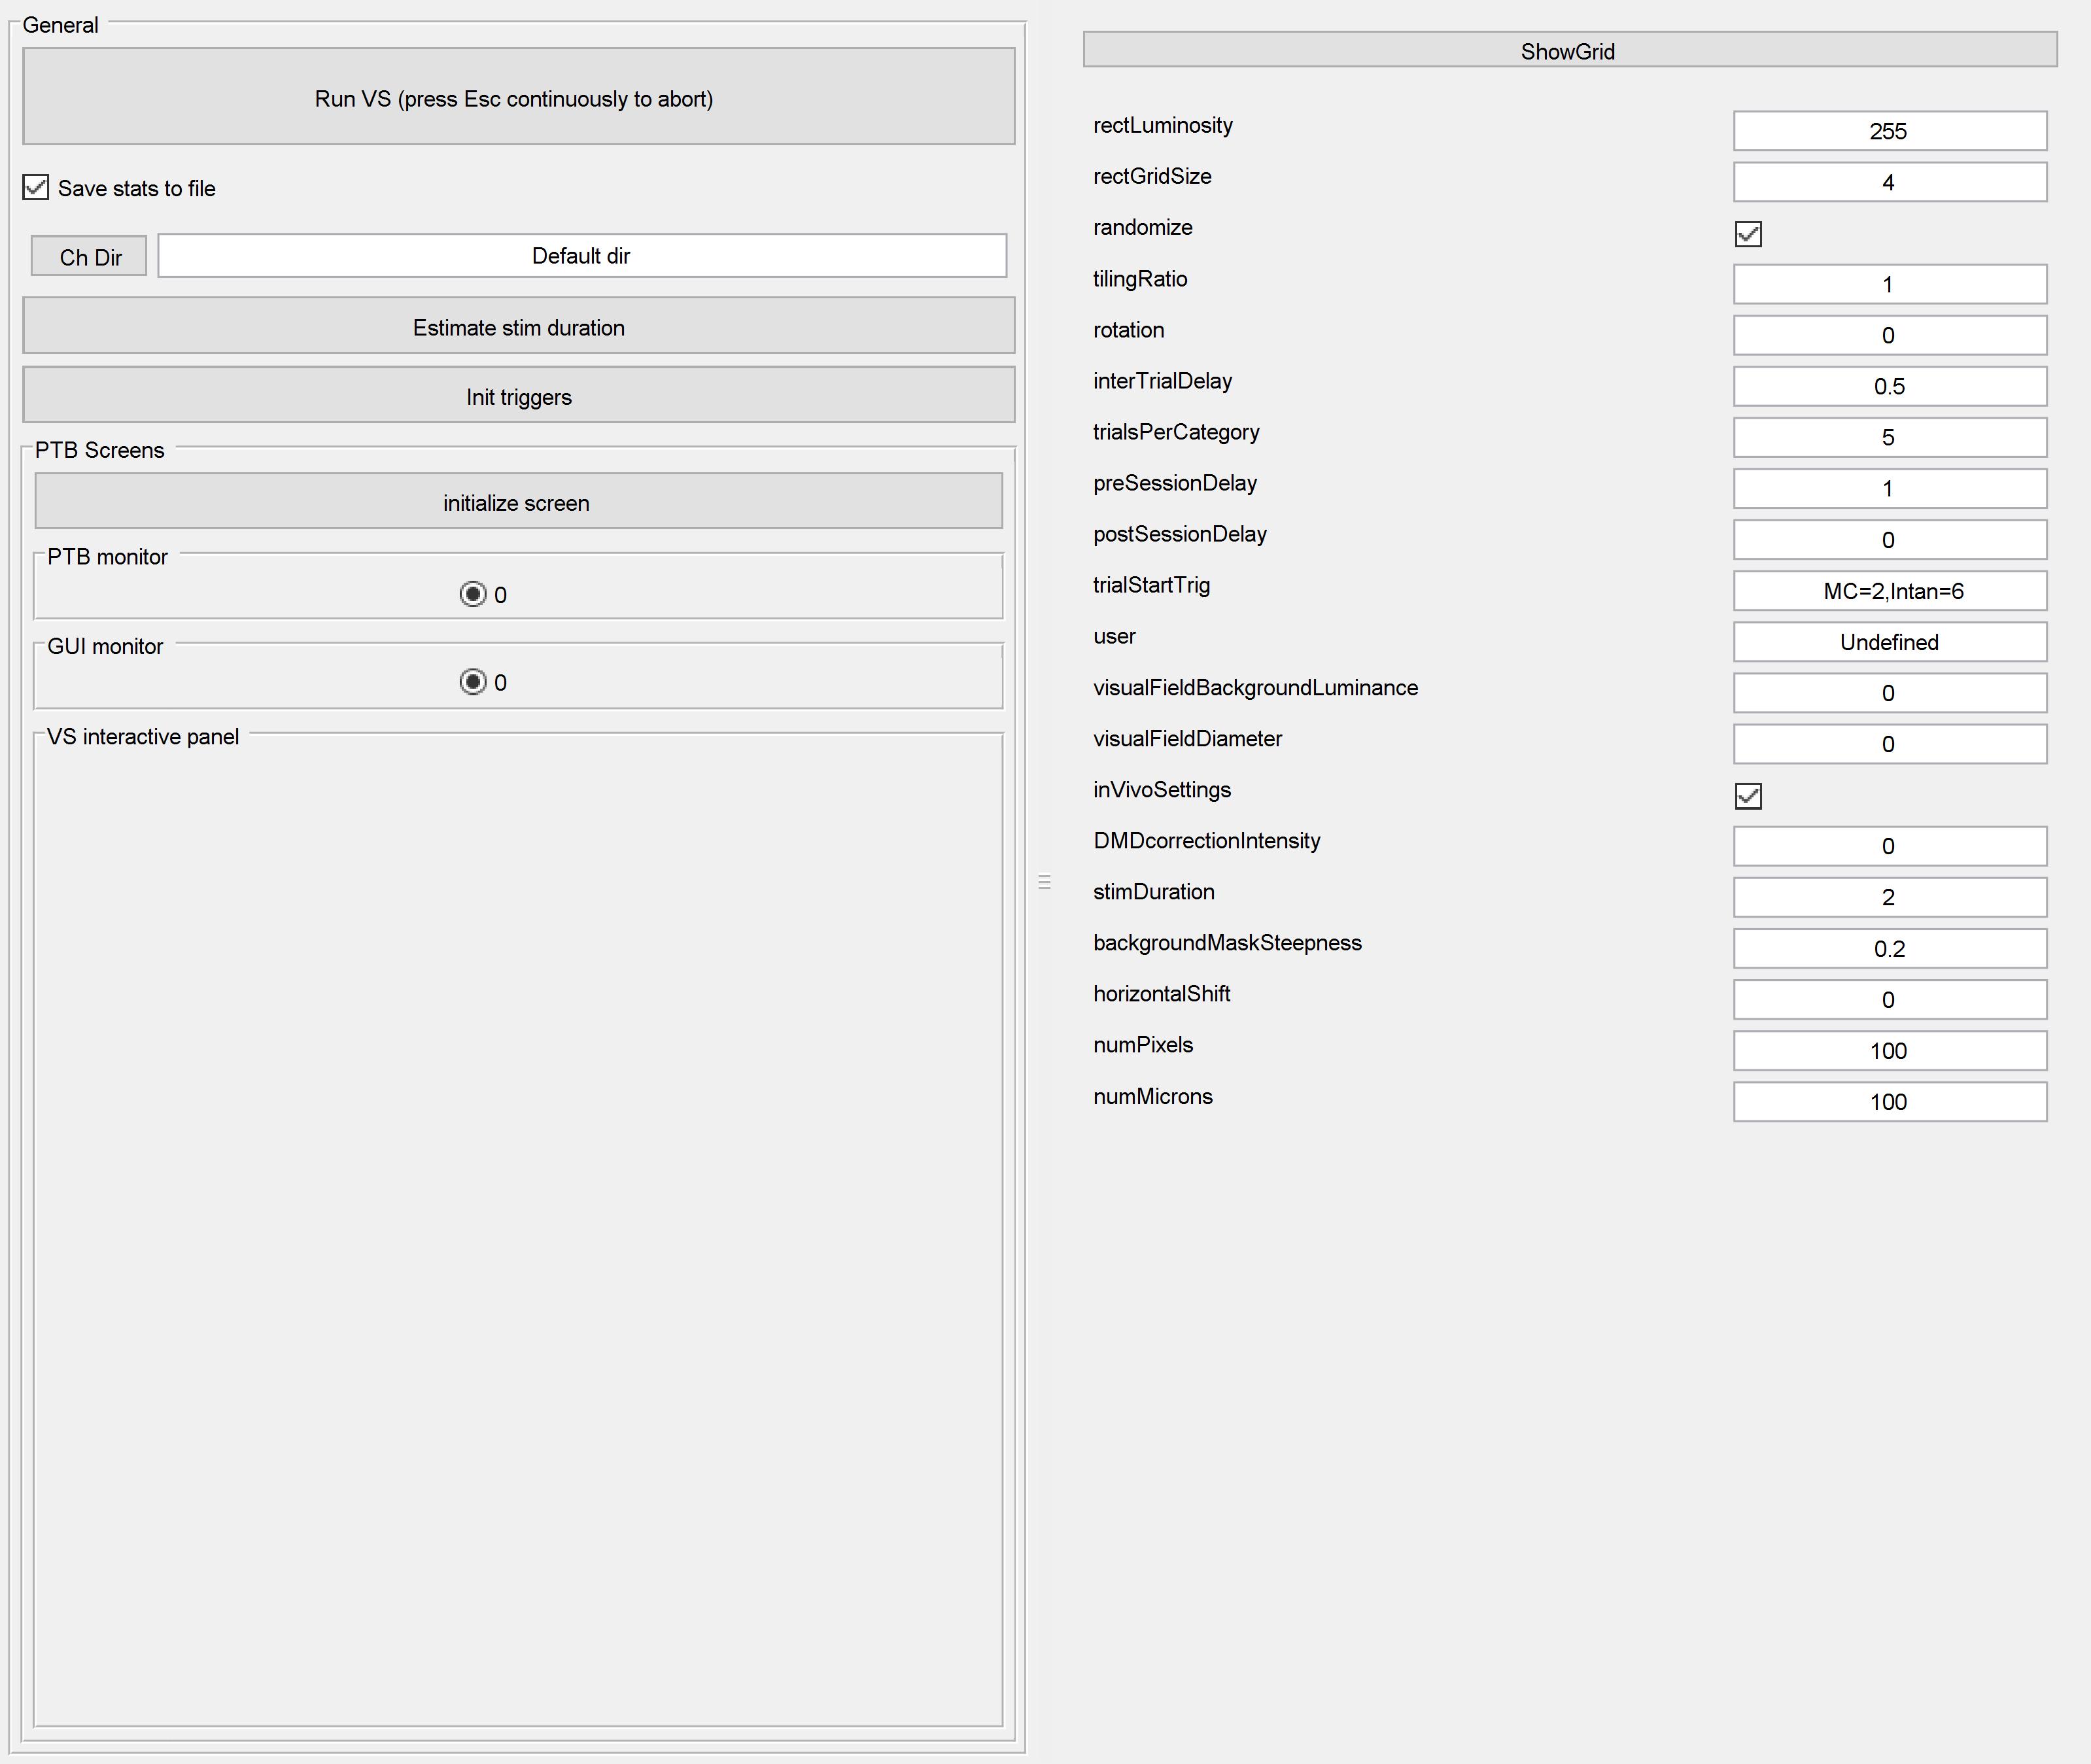 General
Run VS (press Esc continuously to abort)
Save stats to file
Ch Dir
Default dir
Estimate stim duration
Init triggers
PTB Screens
initialize screen
PTB monitor
0
GUI monitor
0
VS interactive panel
ShowGrid
rectLuminosity 255
rectGridSize 4
randomize
tilingRatio 1
rotation 0
interTrialDelay 0.5
trialsPerCategory 5
preSessionDelay 1
postSessionDelay 0
trialStartTrig MC=2,Intan=6
user Undefined
visualFieldBackgroundLuminance 0
visualFieldDiameter 0
inVivoSettings
DMDcorrectionIntensity 0
stimDuration 2
backgroundMaskSteepness 0.2
horizontalShift 0
numPixels 100
numMicrons 100